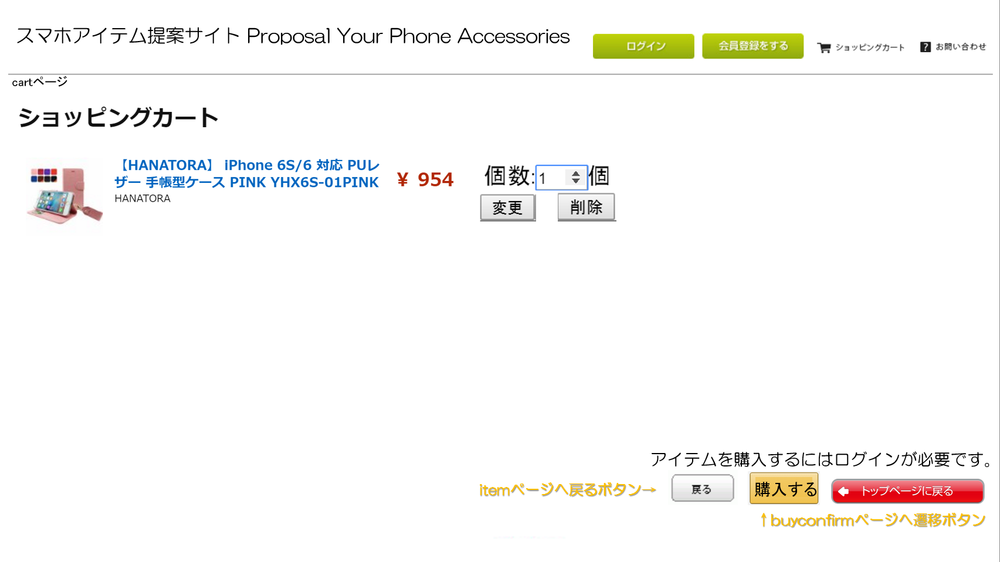 スマホアイテム提案サイト Proposal Your Phone Accessories
ログイン
会員登録をする
ショッピングカート
? お問い合わせ
cartページ
ショッピングカート
【HANATORA】 iPhone 6S/6 対応 PUレ
ザー 手帳型ケース PINK YHX6S-01PINK
HANATORA
¥ 954
個数:1個
変更
削除
アイテムを購入するにはログインが必要です。
itemページへ戻るボタン→
戻る
購入する
トップページに戻る
↑buyconfirmページへ遷移ボタン